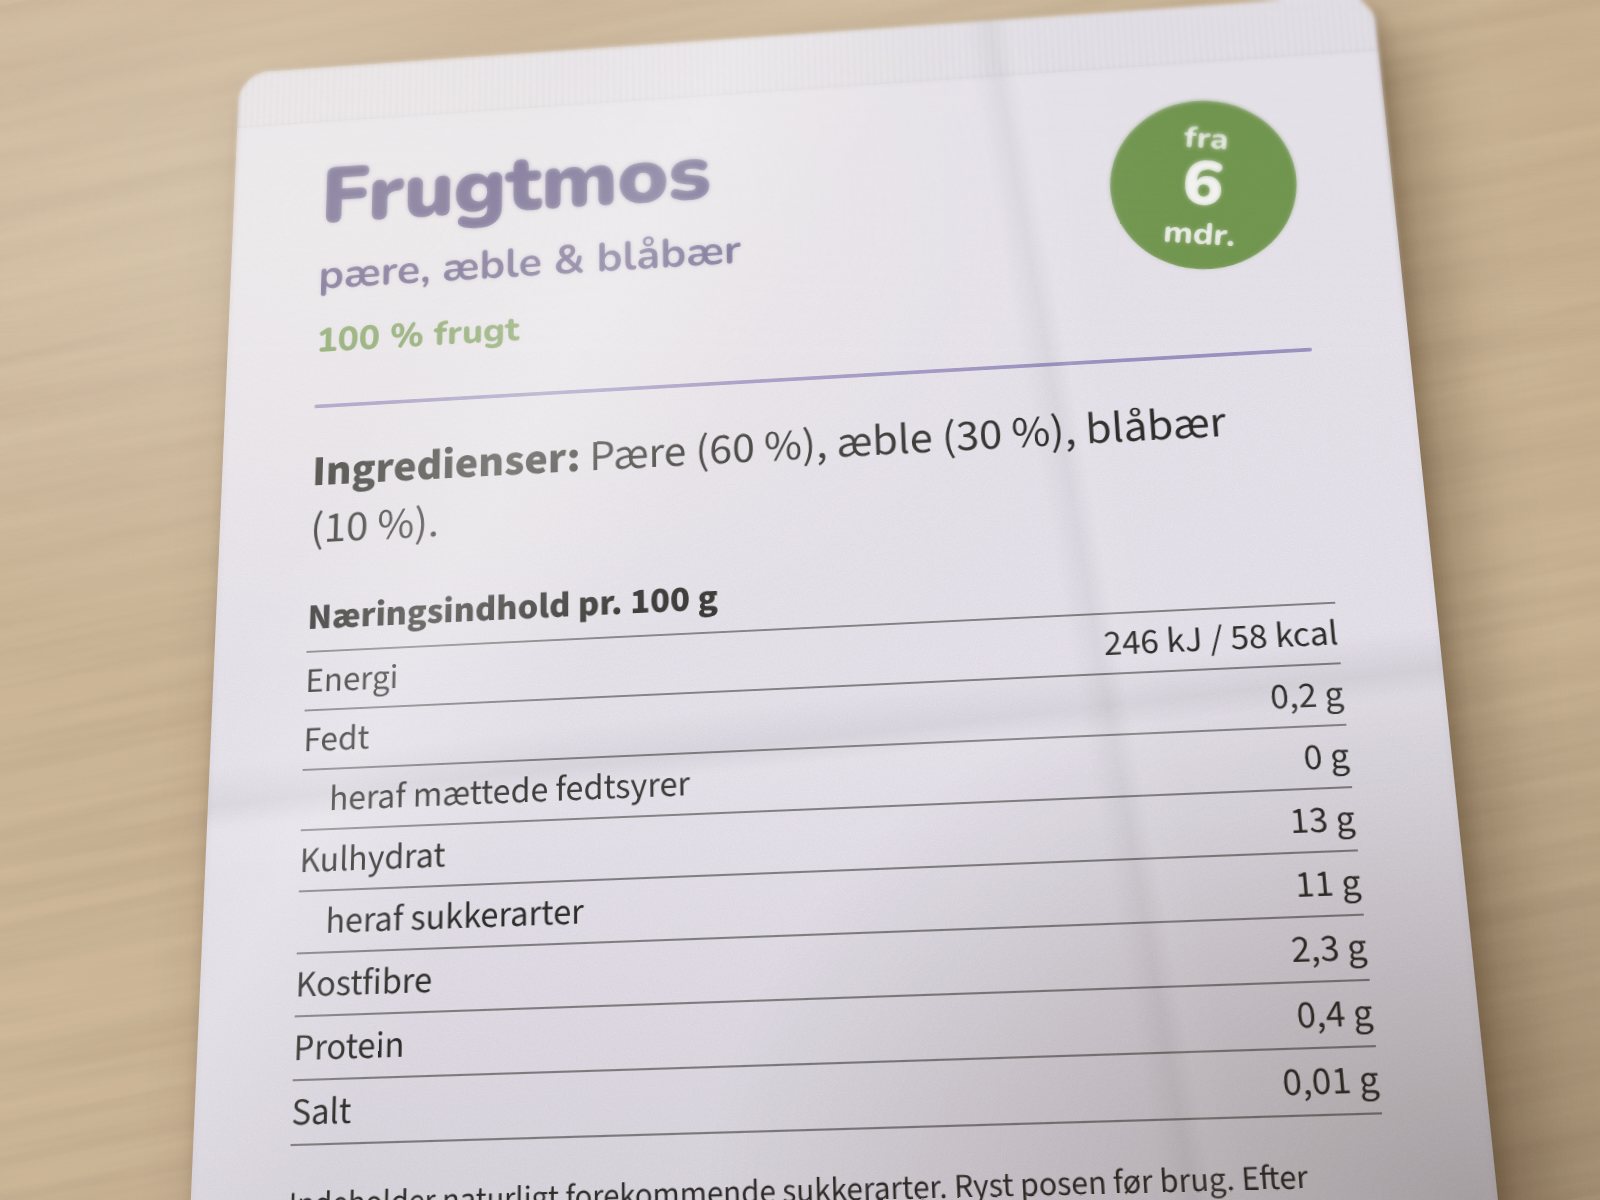 Frugtmos
pære, æble & blåbær
100 % frugt
fra
6
mdr.
Ingredienser: Pære (60 %), æble (30 %), blåbær
(10 %).
Næringsindhold pr. 100 g
Energi 246 kJ / 58 kcal
Fedt 0,2 g
heraf mættede fedtsyrer 0 g
Kulhydrat 13 g
heraf sukkerarter 11 g
Kostfibre 2,3 g
Protein 0,4 g
Salt 0,01 g
Indeholder naturligt forekommende sukkerarter. Ryst posen før brug. Efter